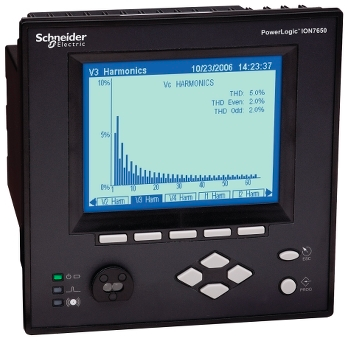 Schneider
Electric
PowerLogic ION7650
V3 Harmonics 10/23/2006 14:23:37
10%
Vc HARMONICS
THD: 5.0%
THD Even: 2.0%
THD Odd: 2.0%
5%
0%
1 10 20 30 40 50 60
V2 Harm V3 Harm V4 Harm I1 Harm I2 Harm
ESC
PROG